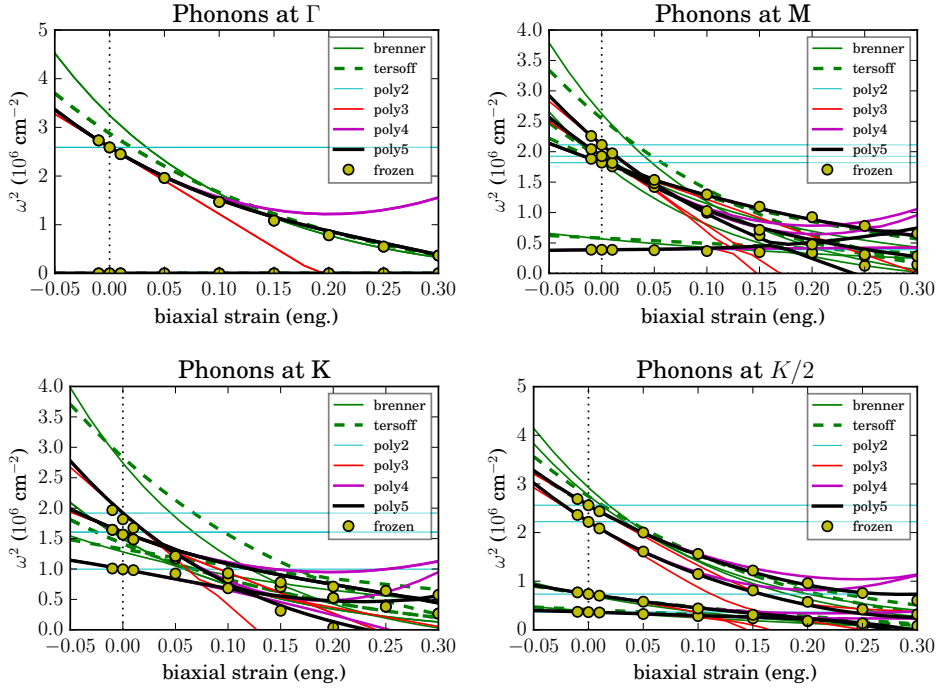 Phonons at Γ
5
4
3
2
1
0
ω² (10⁶ cm⁻²)
−0.05 0.00 0.05 0.10 0.15 0.20 0.25 0.30
biaxial strain (eng.)
brenner
tersoff
poly2
poly3
poly4
poly5
frozen
Phonons at M
4.0
3.5
3.0
2.5
2.0
1.5
1.0
0.5
0.0
ω² (10⁶ cm⁻²)
−0.05 0.00 0.05 0.10 0.15 0.20 0.25 0.30
biaxial strain (eng.)
brenner
tersoff
poly2
poly3
poly4
poly5
frozen
Phonons at K
4.0
3.5
3.0
2.5
2.0
1.5
1.0
0.5
0.0
ω² (10⁶ cm⁻²)
−0.05 0.00 0.05 0.10 0.15 0.20 0.25 0.30
biaxial strain (eng.)
brenner
tersoff
poly2
poly3
poly4
poly5
frozen
Phonons at K/2
5
4
3
2
1
0
ω² (10⁶ cm⁻²)
−0.05 0.00 0.05 0.10 0.15 0.20 0.25 0.30
biaxial strain (eng.)
brenner
tersoff
poly2
poly3
poly4
poly5
frozen